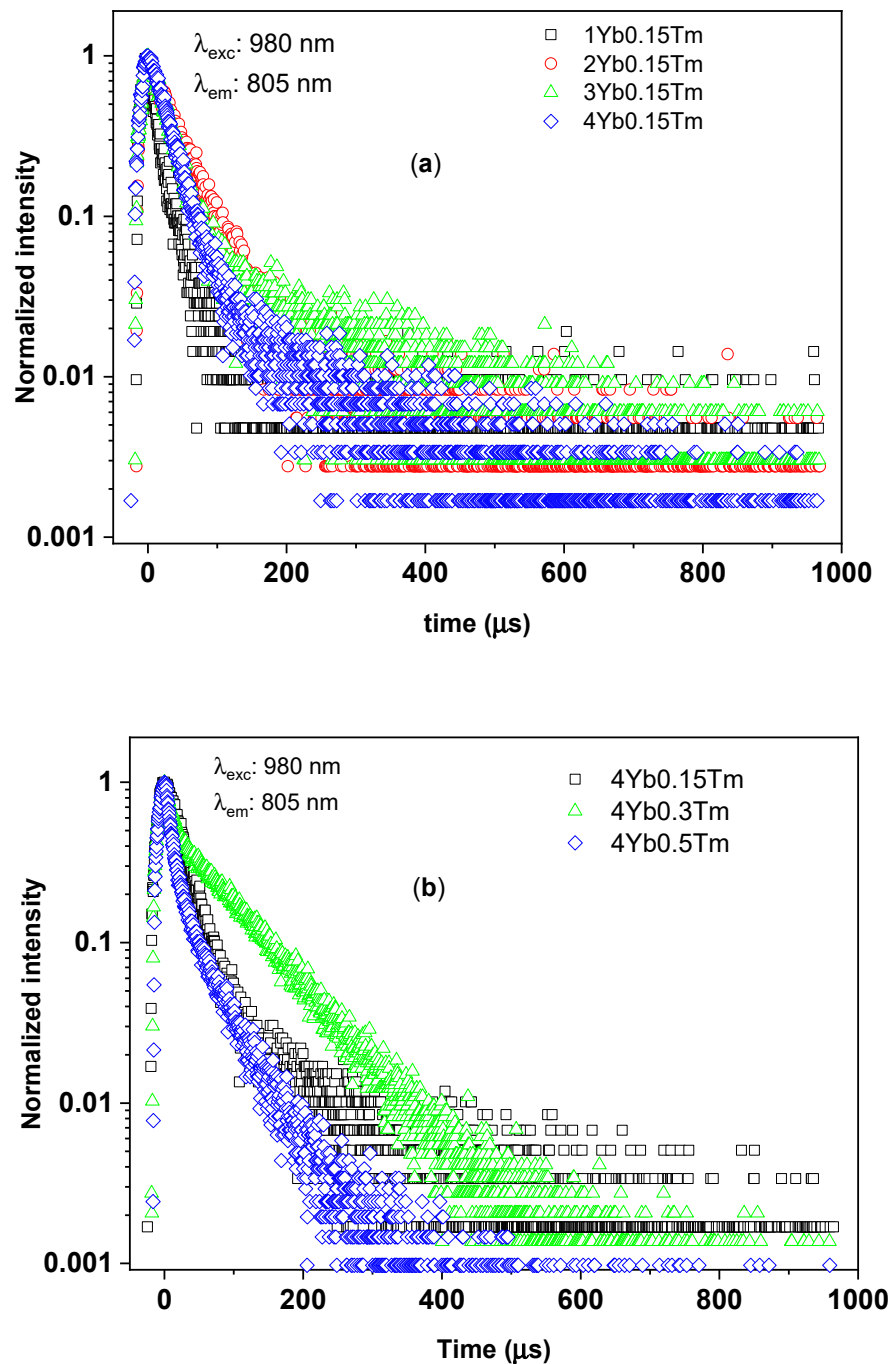 λexc: 980 nm
λem: 805 nm
1Yb0.15Tm
2Yb0.15Tm
3Yb0.15Tm
4Yb0.15Tm
(a)
Normalized intensity
1
0.1
0.01
0.001
0 200 400 600 800 1000
time (μs)
λexc: 980 nm
λem: 805 nm
4Yb0.15Tm
4Yb0.3Tm
4Yb0.5Tm
(b)
Normalized intensity
1
0.1
0.01
0.001
0 200 400 600 800 1000
Time (μs)